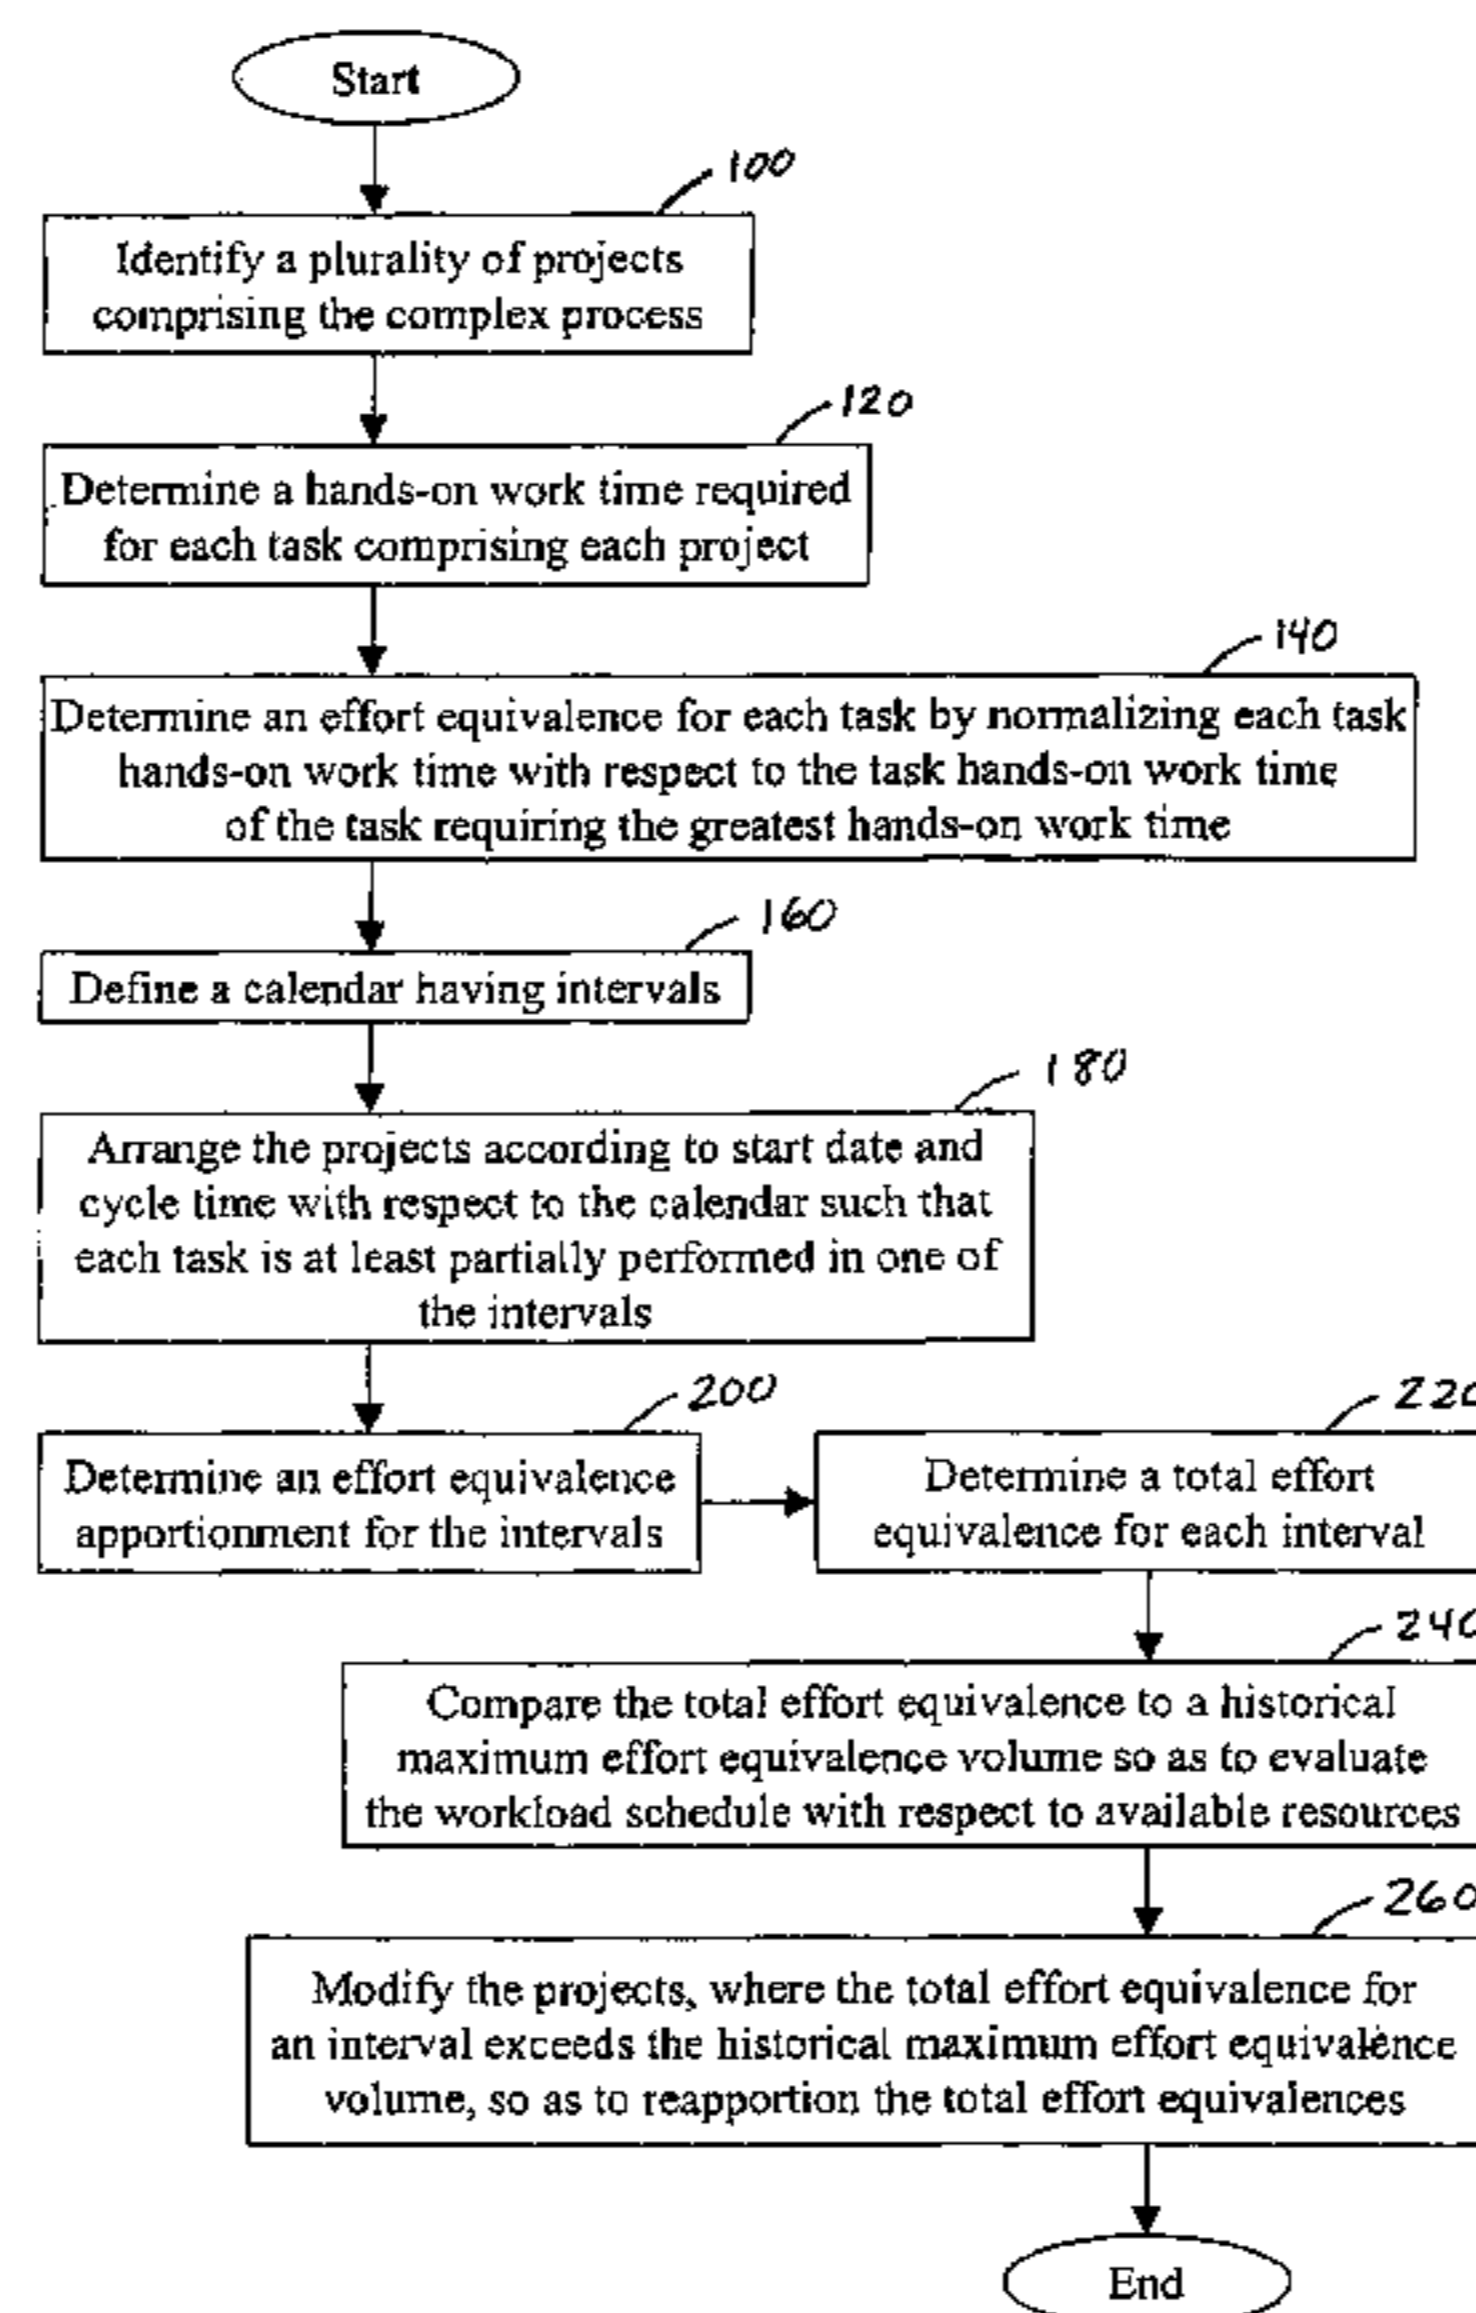 Start
100
Identify a plurality of projects
comprising the complex process
120
Determine a hands-on work time required
for each task comprising each project
140
Determine an effort equivalence for each task by normalizing each task
hands-on work time with respect to the task hands-on work time
of the task requiring the greatest hands-on work time
160
Define a calendar having intervals
180
Arrange the projects according to start date and
cycle time with respect to the calendar such that
each task is at least partially performed in one of
the intervals
200
Determine an effort equivalence
apportionment for the intervals
220
Determine a total effort
equivalence for each interval
240
Compare the total effort equivalence to a historical
maximum effort equivalence volume so as to evaluate
the workload schedule with respect to available resources
260
Modify the projects, where the total effort equivalence for
an interval exceeds the historical maximum effort equivalence
volume, so as to reapportion the total effort equivalences
End